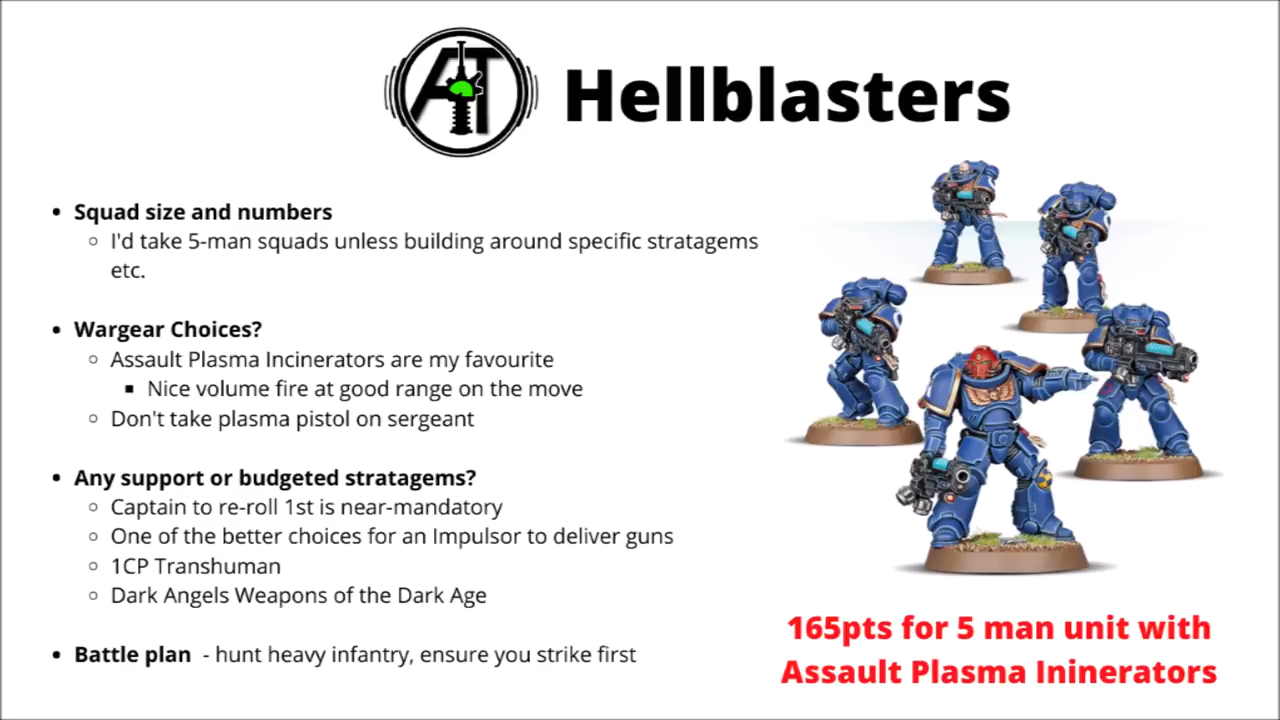 AT
Hellblasters
• Squad size and numbers
◦ I'd take 5-man squads unless building around specific stratagems
etc.
• Wargear Choices?
◦ Assault Plasma Incinerators are my favourite
▪ Nice volume fire at good range on the move
◦ Don't take plasma pistol on sergeant
• Any support or budgeted stratagems?
◦ Captain to re-roll 1st is near-mandatory
◦ One of the better choices for an Impulsor to deliver guns
◦ 1CP Transhuman
◦ Dark Angels Weapons of the Dark Age
• Battle plan - hunt heavy infantry, ensure you strike first
165pts for 5 man unit with
Assault Plasma Ininerators